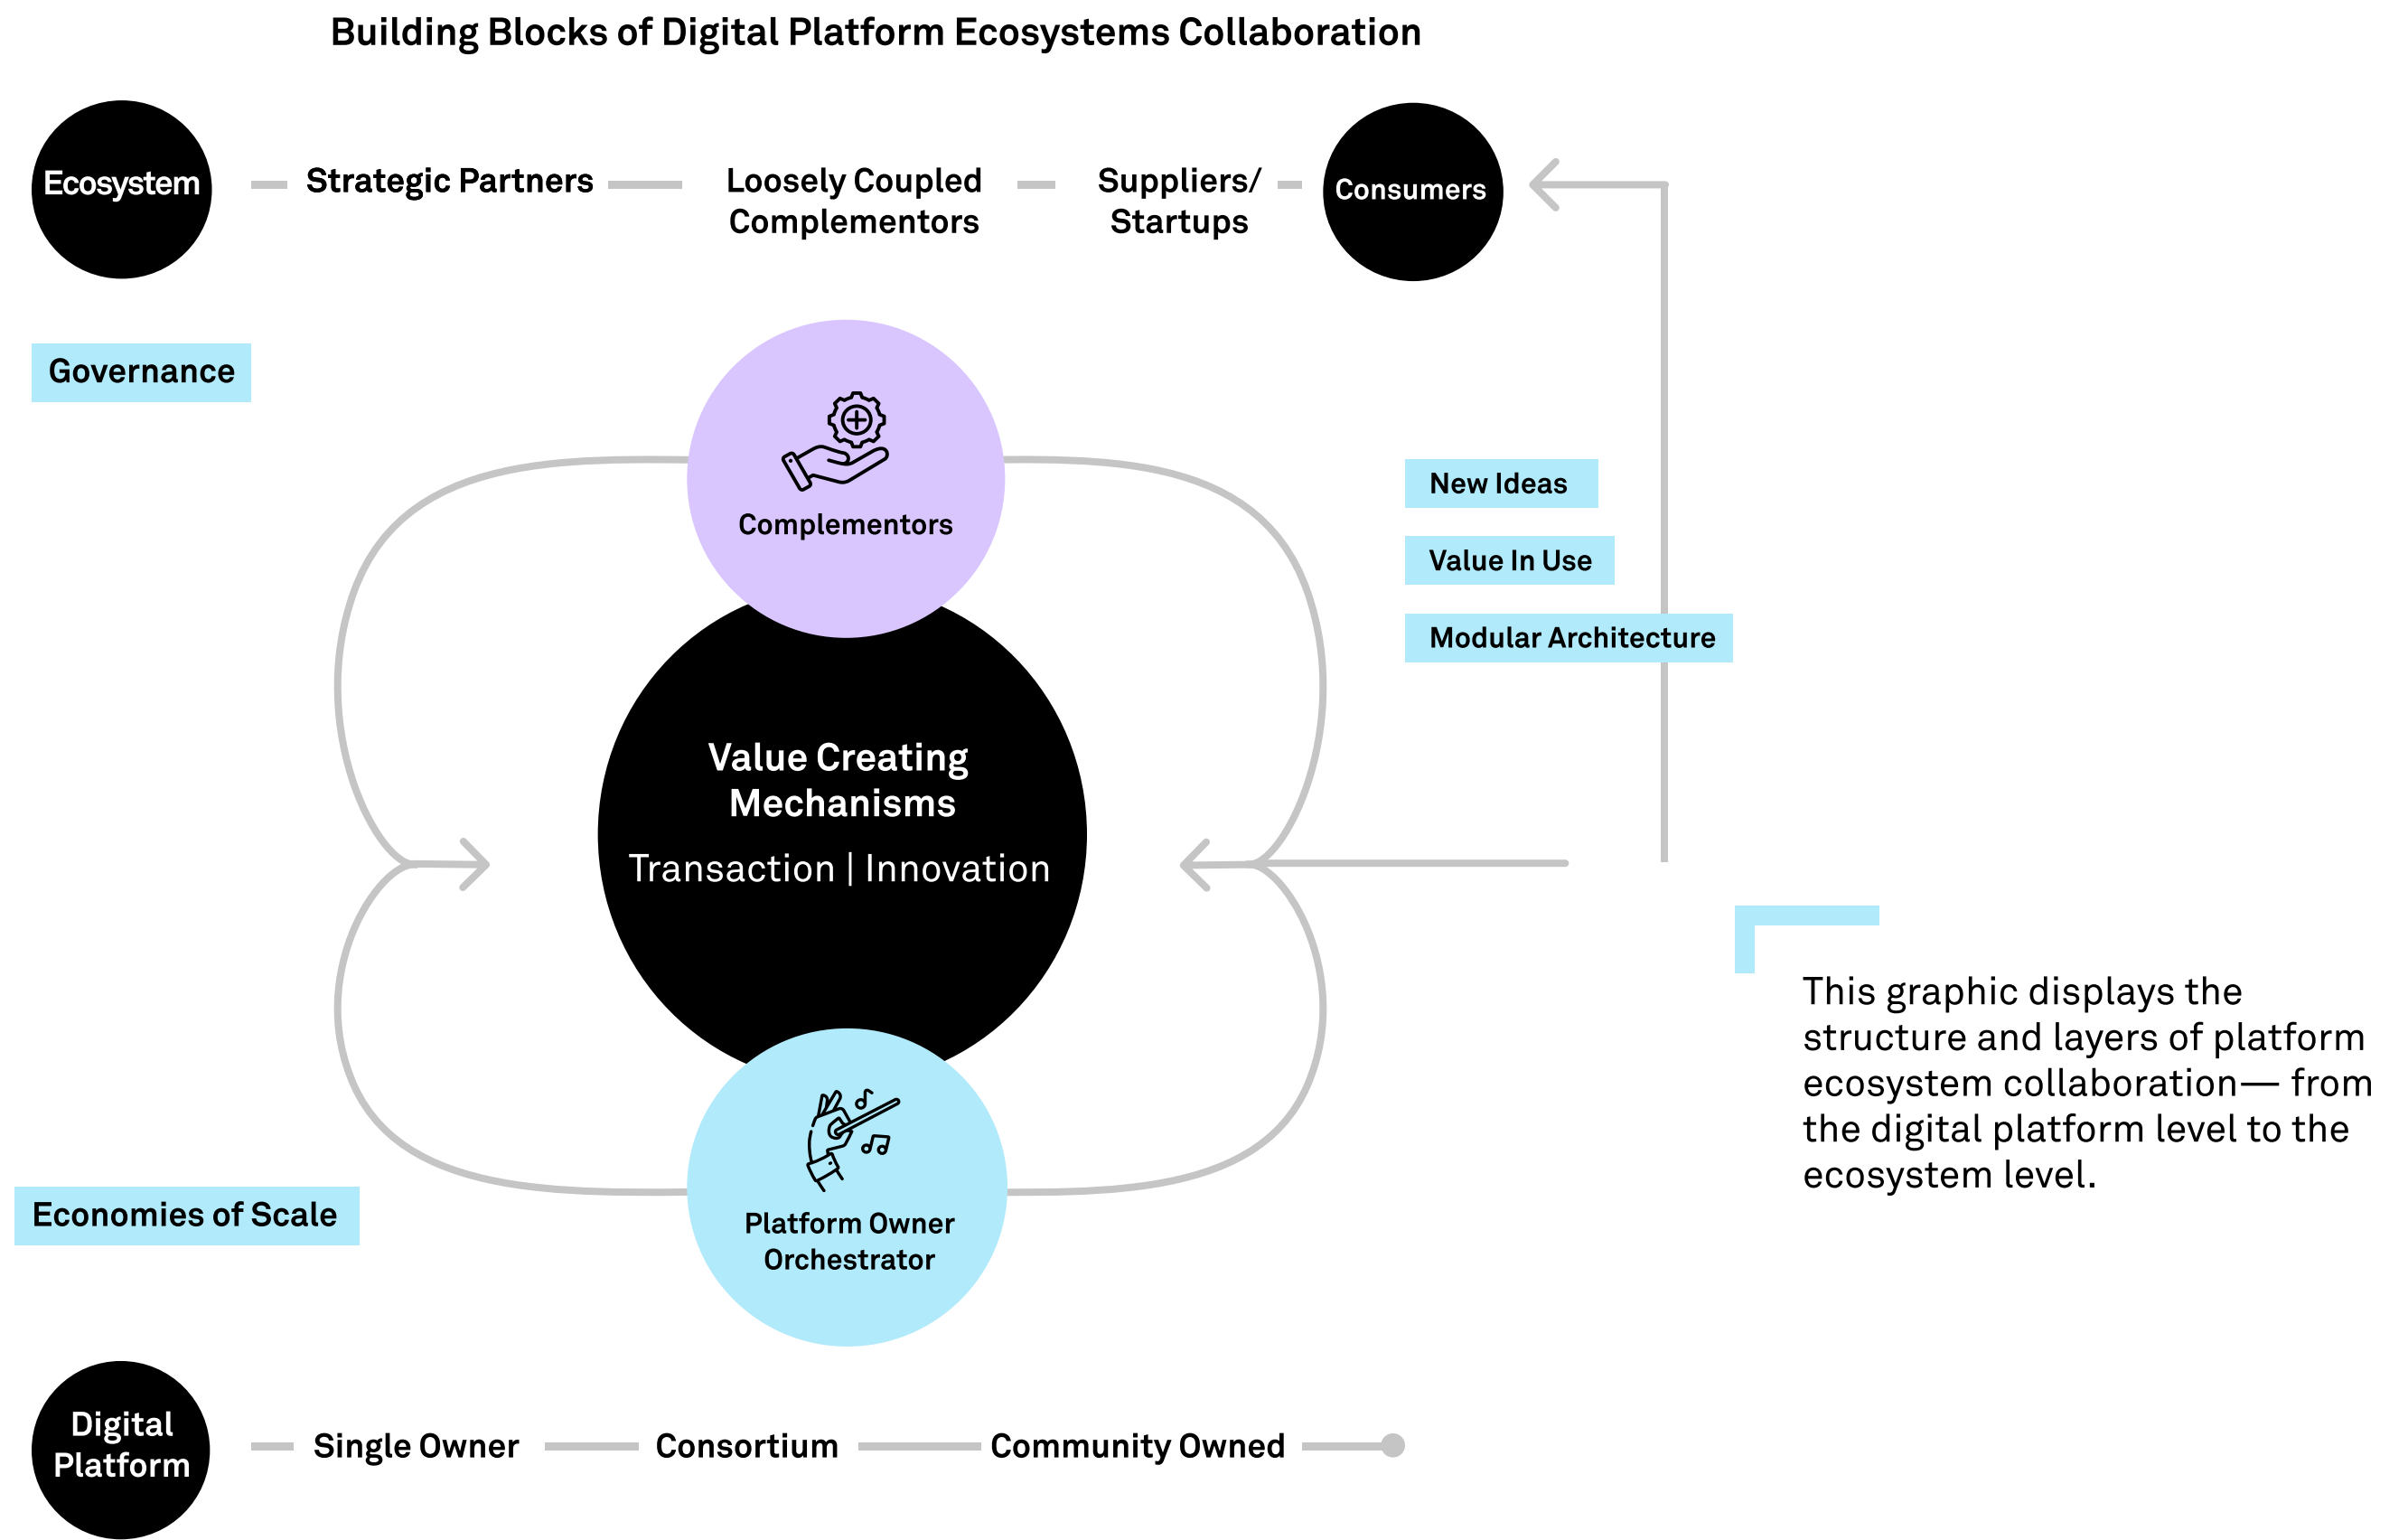 Building Blocks of Digital Platform Ecosystems Collaboration
Ecosystem
Strategic Partners
Loosely Coupled
Complementors
Suppliers/
Startups
Consumers
Governance
Complementors
New Ideas
Value In Use
Modular Architecture
Value Creating
Mechanisms
Transaction | Innovation
This graphic displays the
structure and layers of platform
ecosystem collaboration— from
the digital platform level to the
ecosystem level.
Economies of Scale
Platform Owner
Orchestrator
Digital
Platform
Single Owner
Consortium
Community Owned